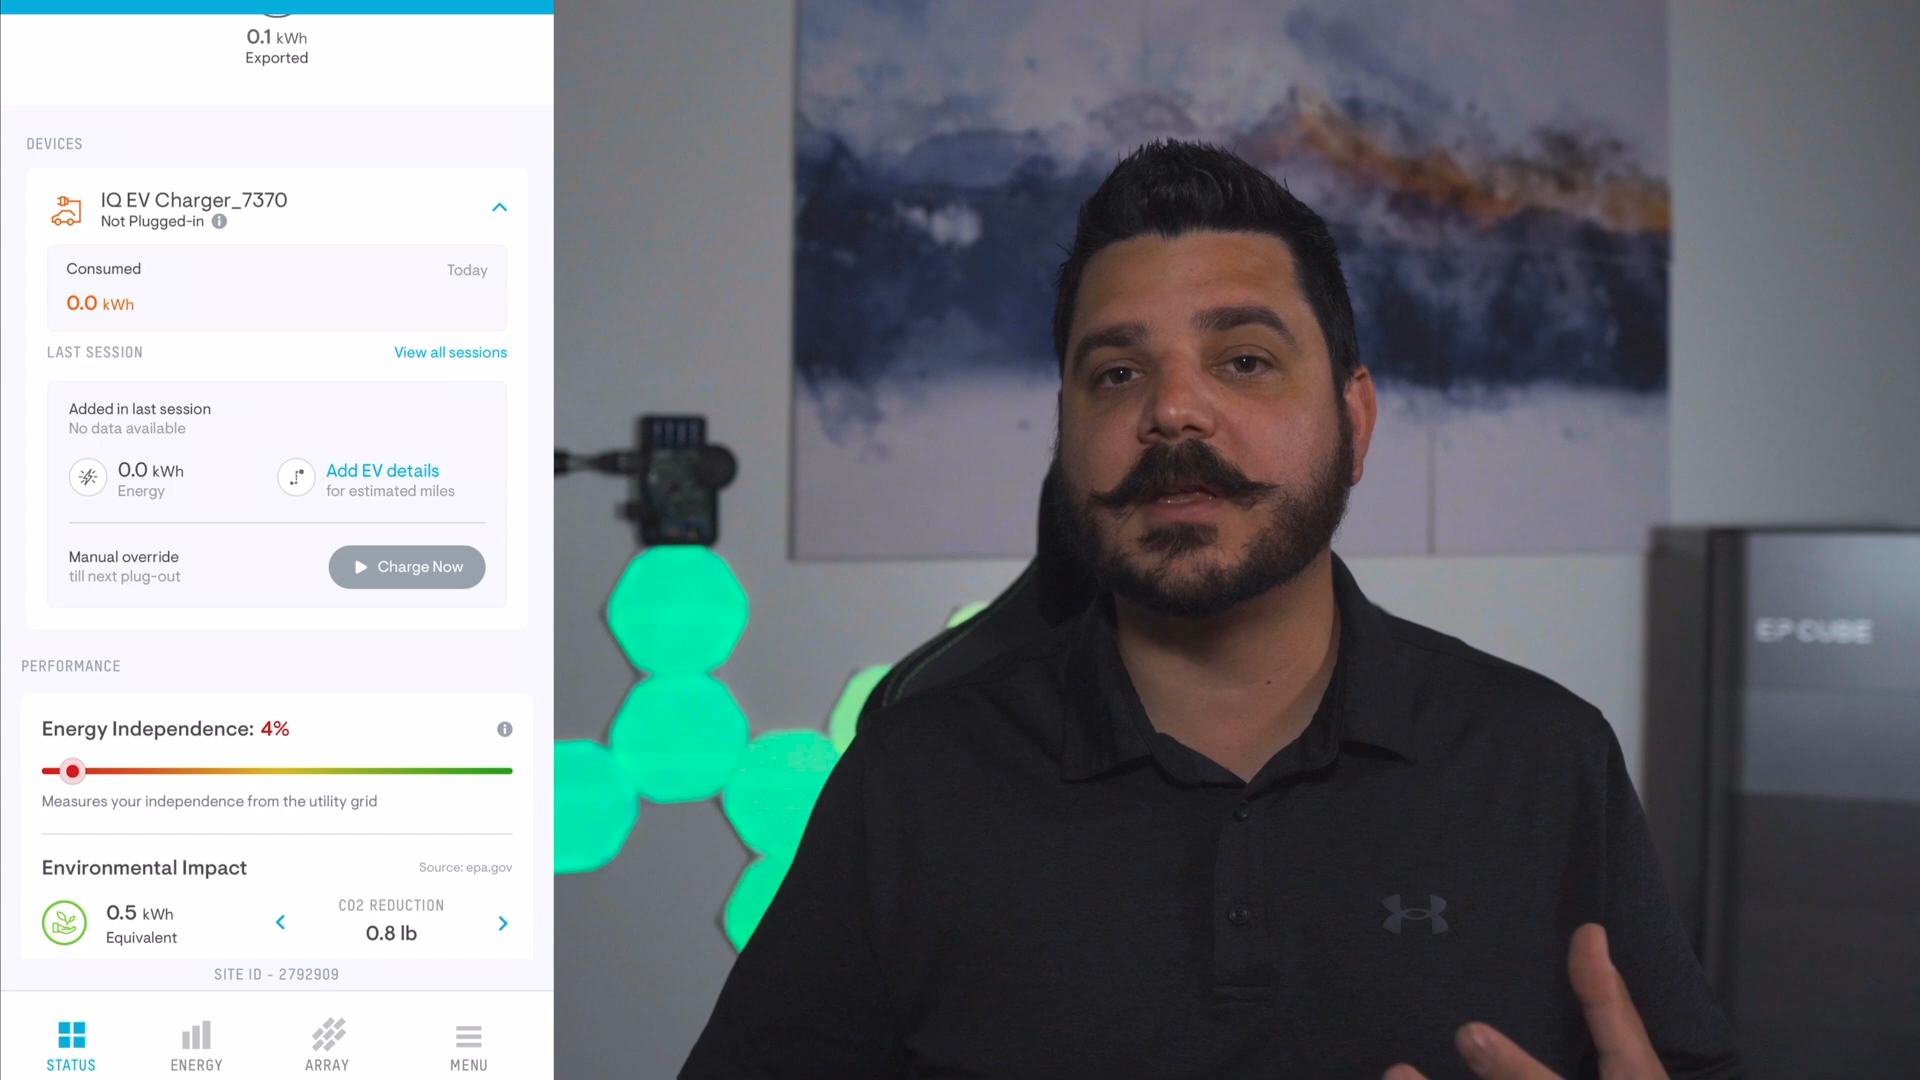 0.1 kWh
Exported
DEVICES
IQ EV Charger_7370
Not Plugged-in
Consumed
Today
0.0 kWh
LAST SESSION
View all sessions
Added in last session
No data available
0.0 kWh
Energy
Add EV details
for estimated miles
Manual override
till next plug-out
Charge Now
PERFORMANCE
Energy Independence: 4%
Measures your independence from the utility grid
Environmental Impact
Source: epa.gov
0.5 kWh
Equivalent
CO2 REDUCTION
0.8 lb
SITE ID - 2792909
STATUS
ENERGY
ARRAY
MENU
EP CUBE